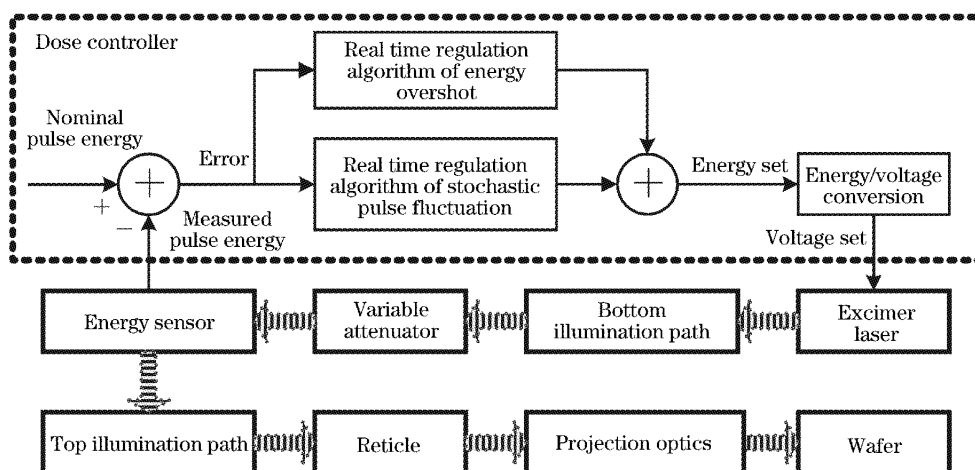 Dose controller
Real time regulation
algorithm of energy
overshot
Nominal
pulse energy
Error
+
+
−
Real time regulation
algorithm of stochastic
pulse fluctuation
+
Energy set
Energy/voltage
conversion
Measured
pulse energy
Voltage set
Energy sensor
Variable
attenuator
Bottom
illumination path
Excimer
laser
Top illumination path
Reticle
Projection optics
Wafer